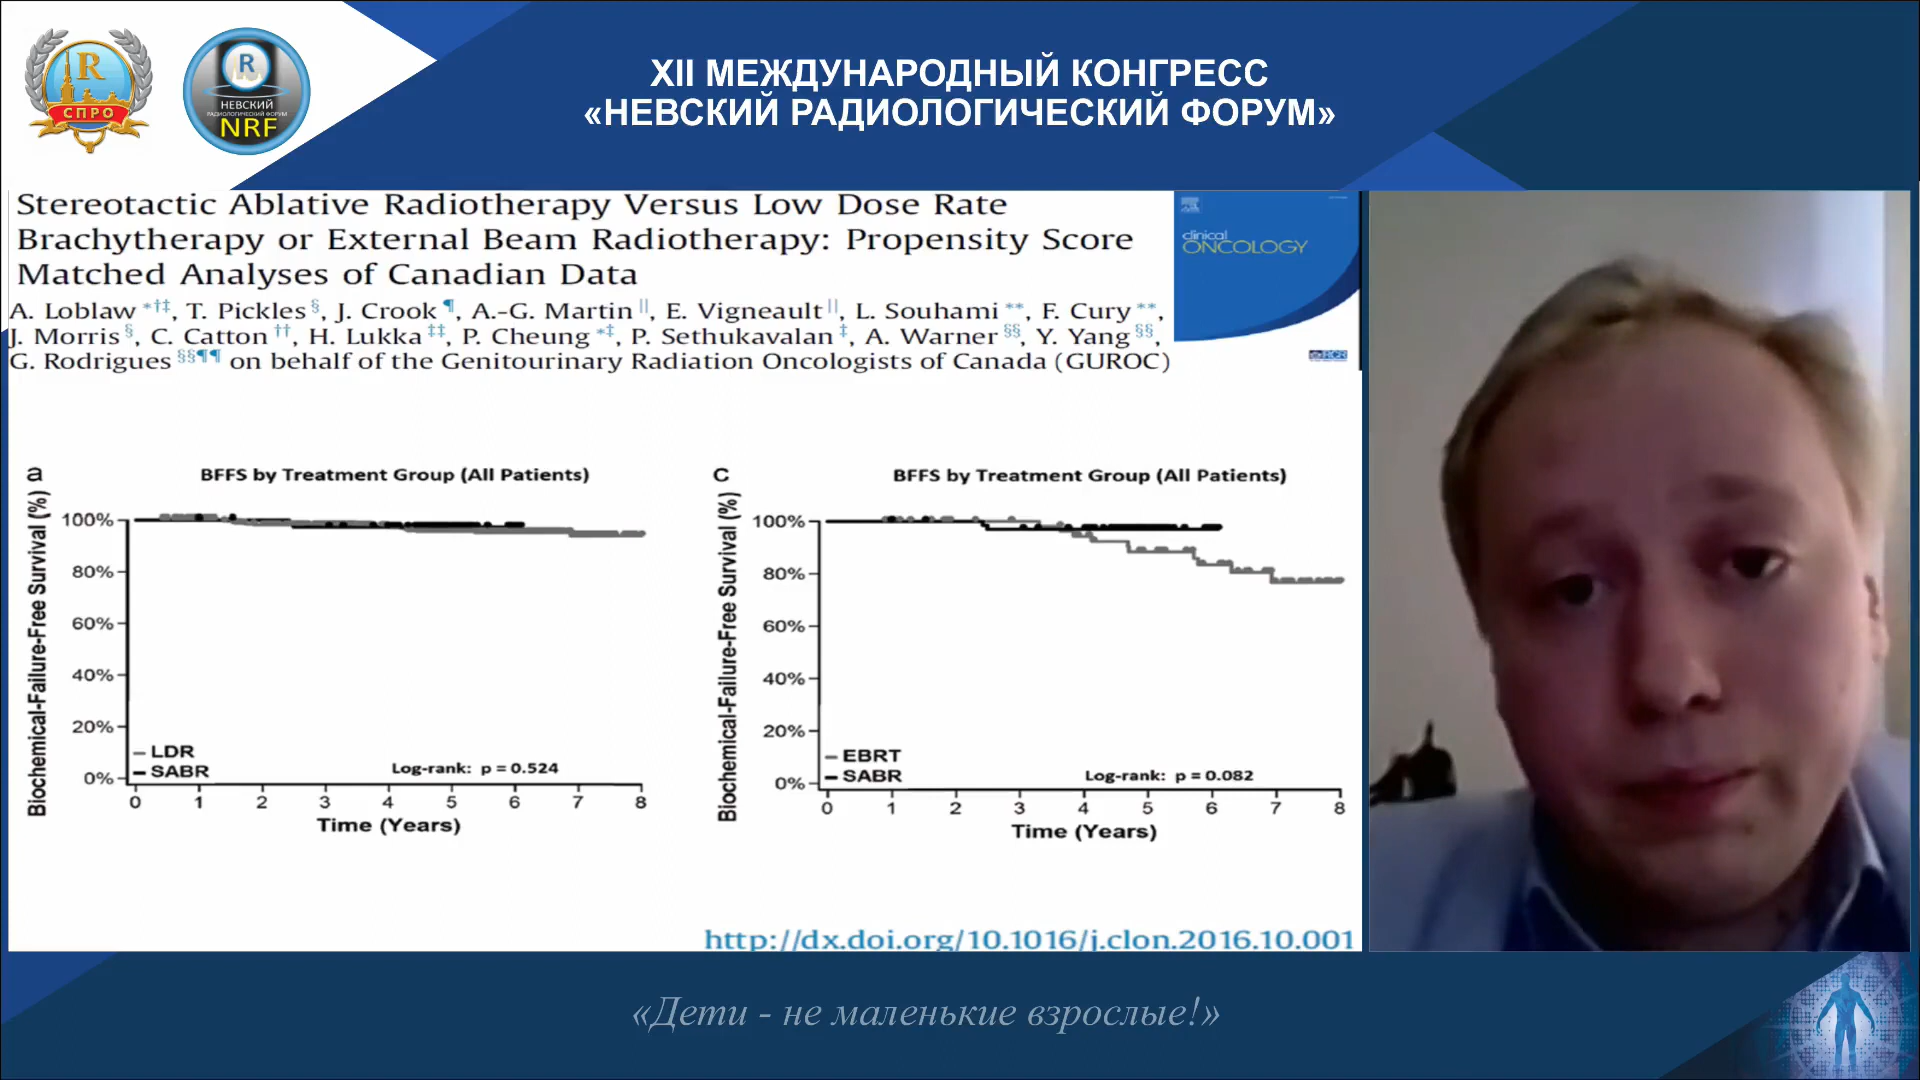 R
СПРО
R
НЕВСКИЙ
РАДИОЛОГИЧЕСКИЙ ФОРУМ
NRF
XII МЕЖДУНАРОДНЫЙ КОНГРЕСС
«НЕВСКИЙ РАДИОЛОГИЧЕСКИЙ ФОРУМ»
Stereotactic Ablative Radiotherapy Versus Low Dose Rate
Brachytherapy or External Beam Radiotherapy: Propensity Score
Matched Analyses of Canadian Data
A. Loblaw *†‡, T. Pickles §, J. Crook ¶, A.-G. Martin ||, E. Vigneault ||, L. Souhami **, F. Cury **,
J. Morris §, C. Catton ††, H. Lukka ‡‡, P. Cheung *‡, P. Sethukavalan ‡, A. Warner §§, Y. Yang §§,
G. Rodrigues §§¶¶ on behalf of the Genitourinary Radiation Oncologists of Canada (GUROC)
clinical
ONCOLOGY
a
BFFS by Treatment Group (All Patients)
Biochemical-Failure-Free Survival (%)
100%
80%
60%
40%
20%
0%
LDR
SABR
Log-rank: p = 0.524
0 1 2 3 4 5 6 7 8
Time (Years)
c
BFFS by Treatment Group (All Patients)
Biochemical-Failure-Free Survival (%)
100%
80%
60%
40%
20%
0%
EBRT
SABR
Log-rank: p = 0.082
0 1 2 3 4 5 6 7 8
Time (Years)
http://dx.doi.org/10.1016/j.clon.2016.10.001
«Дети - не маленькие взрослые!»